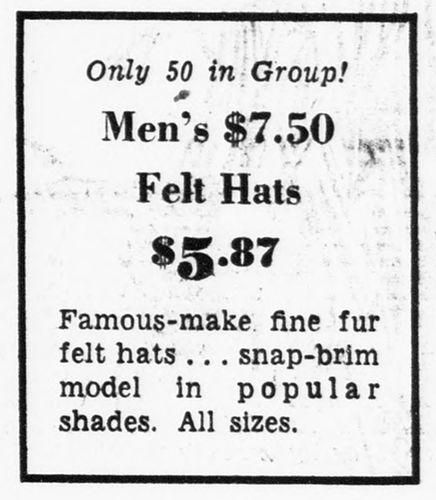 Only 50 in Group!
Men's $7.50
Felt Hats
$5.87
Famous-make fine fur
felt hats . . . snap-brim
model in popular
shades. All sizes.